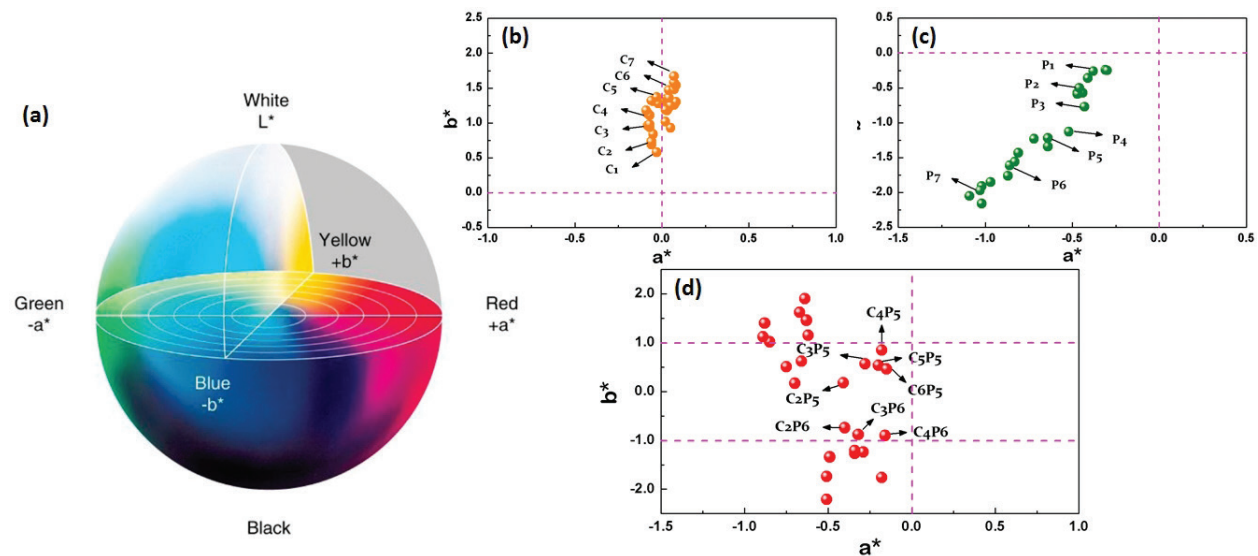 (a)
White
L*
Yellow
+b*
Green
-a*
Red
+a*
Blue
-b*
Black
(b)
2.5
2.0
1.5
1.0
0.5
0.0
-0.5
b*
C7
C6
C5
C4
C3
C2
C1
-1.0
-0.5
0.0
0.5
1.0
a*
(c)
0.5
0.0
-0.5
-1.0
-1.5
-2.0
-2.5
P1
P2
P3
P4
P5
P6
P7
-1.5
-1.0
-0.5
0.0
0.5
a*
(d)
2.0
1.0
0.0
-1.0
-2.0
b*
C4P5
C3P5
C5P5
C6P5
C2P5
C3P6
C2P6
C4P6
-1.5
-1.0
-0.5
0.0
0.5
1.0
a*